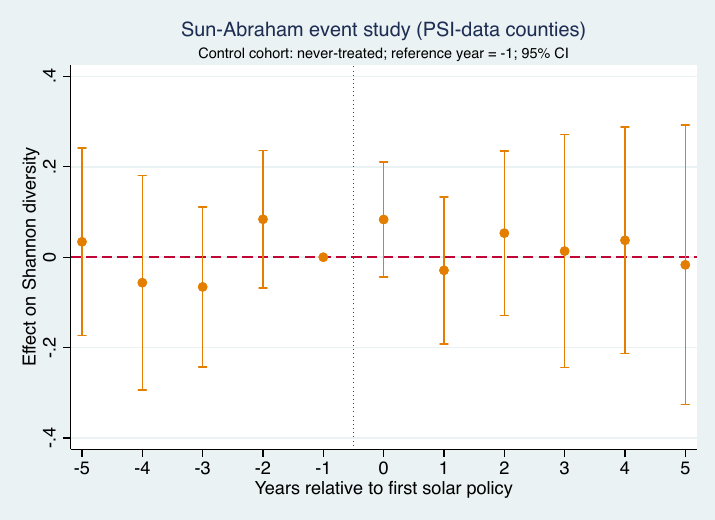 Sun-Abraham event study (PSI-data counties)
Control cohort: never-treated; reference year = -1; 95% CI
Effect on Shannon diversity
.4
.2
0
-.2
-.4
-5 -4 -3 -2 -1 0 1 2 3 4 5
Years relative to first solar policy